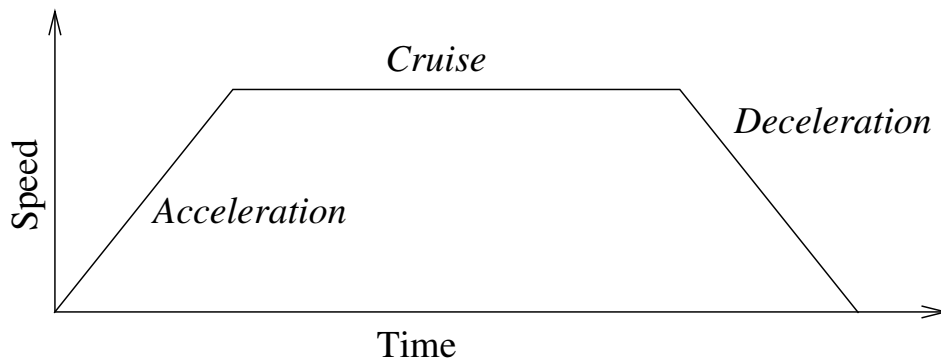 Cruise
Deceleration
Acceleration
Speed
Time